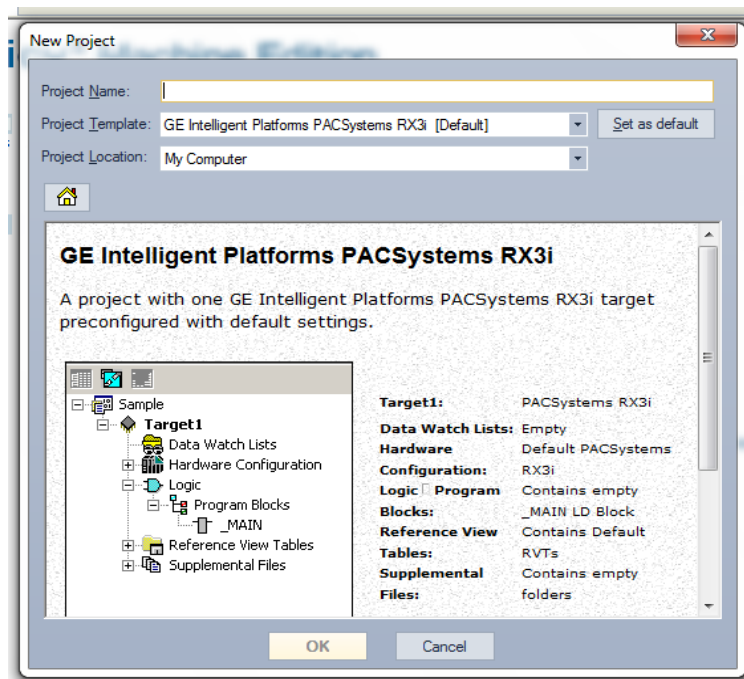 Machine Edition
New Project
Project Name:
Project Template: GE Intelligent Platforms PACSystems RX3i [Default] Set as default
Project Location: My Computer
GE Intelligent Platforms PACSystems RX3i
A project with one GE Intelligent Platforms PACSystems RX3i target
preconfigured with default settings.
Sample
Target1
Data Watch Lists
Hardware Configuration
Logic
Program Blocks
_MAIN
Reference View Tables
Supplemental Files
Target1: PACSystems RX3i
Data Watch Lists: Empty
Hardware Default PACSystems
Configuration: RX3i
Logic Program Contains empty
Blocks: _MAIN LD Block
Reference View Contains Default
Tables: RVTs
Supplemental Contains empty
Files: folders
OK Cancel